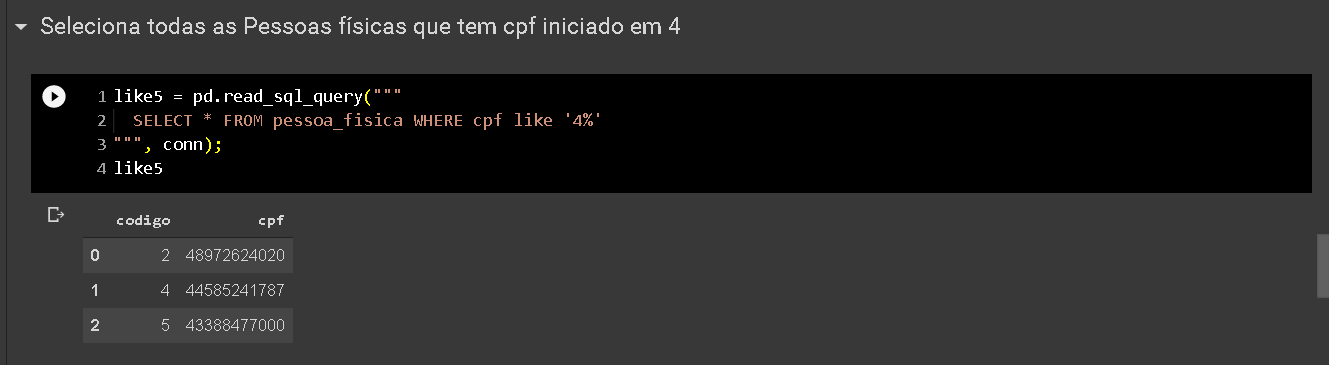 Seleciona todas as Pessoas físicas que tem cpf iniciado em 4
1 like5 = pd.read_sql_query("""
2 SELECT * FROM pessoa_fisica WHERE cpf like '4%'
3 """, conn);
4 like5
codigo cpf
0 2 48972624020
1 4 44585241787
2 5 43388477000